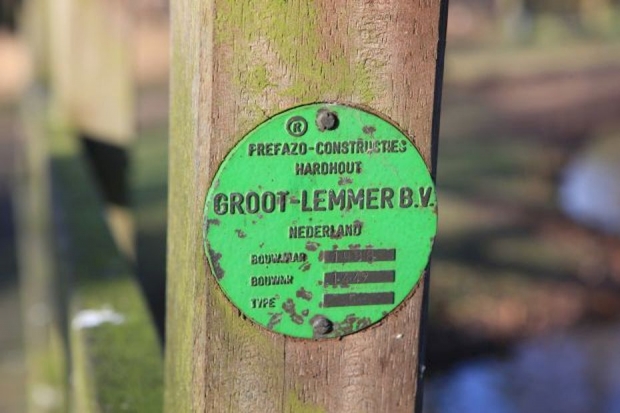 ®
PREFAZO-CONSTRUCTIES
HARDHOUT
GROOT-LEMMER B.V.
NEDERLAND
BOUWJAAR
BOUWNR
TYPE